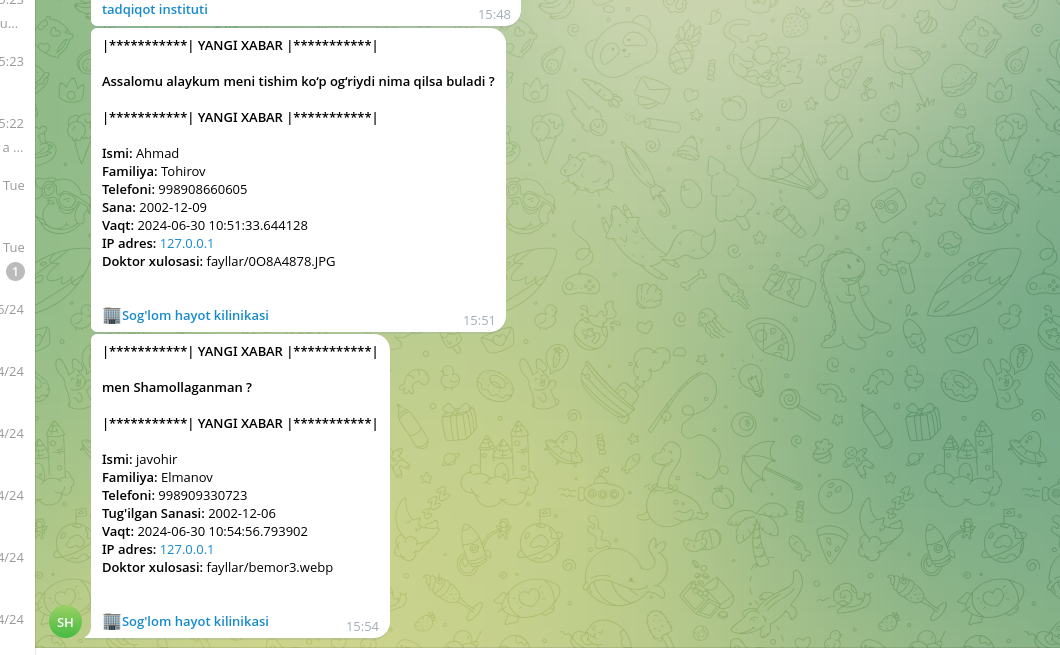 5:23
u...
5:23
5:22
a ...
Tue
Tue
1
5/24
4/24
4/24
4/24
4/24
4/24
tadqiqot instituti
15:48
|***********| YANGI XABAR |***********|
Assalomu alaykum meni tishim ko‘p og‘riydi nima qilsa buladi ?
|***********| YANGI XABAR |***********|
Ismi: Ahmad
Familiya: Tohirov
Telefoni: 998908660605
Sana: 2002-12-09
Vaqt: 2024-06-30 10:51:33.644128
IP adres: 127.0.0.1
Doktor xulosasi: fayllar/0O8A4878.JPG
🏢Sog'lom hayot kilinikasi
15:51
|***********| YANGI XABAR |***********|
men Shamollaganman ?
|***********| YANGI XABAR |***********|
Ismi: javohir
Familiya: Elmanov
Telefoni: 998909330723
Tug'ilgan Sanasi: 2002-12-06
Vaqt: 2024-06-30 10:54:56.793902
IP adres: 127.0.0.1
Doktor xulosasi: fayllar/bemor3.webp
🏢Sog'lom hayot kilinikasi
15:54
SH